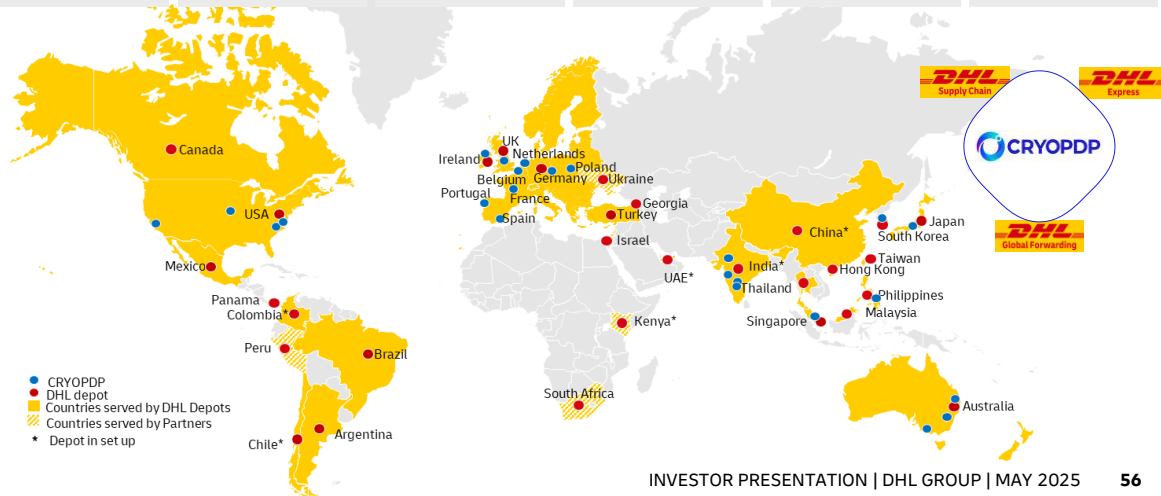 DHL
Supply Chain
DHL
Express
CRYOPDP
DHL
Global Forwarding
Canada
USA
Mexico
Panama
Colombia*
Peru
Brazil
Chile*
Argentina
UK
Ireland
Netherlands
Belgium
Germany
Poland
Ukraine
Portugal
France
Spain
Georgia
Turkey
Israel
UAE*
Kenya*
South Africa
China*
India*
Thailand
Japan
South Korea
Taiwan
Hong Kong
Philippines
Malaysia
Singapore
Australia
CRYOPDP
DHL depot
Countries served by DHL Depots
Countries served by Partners
* Depot in set up
INVESTOR PRESENTATION | DHL GROUP | MAY 2025 56